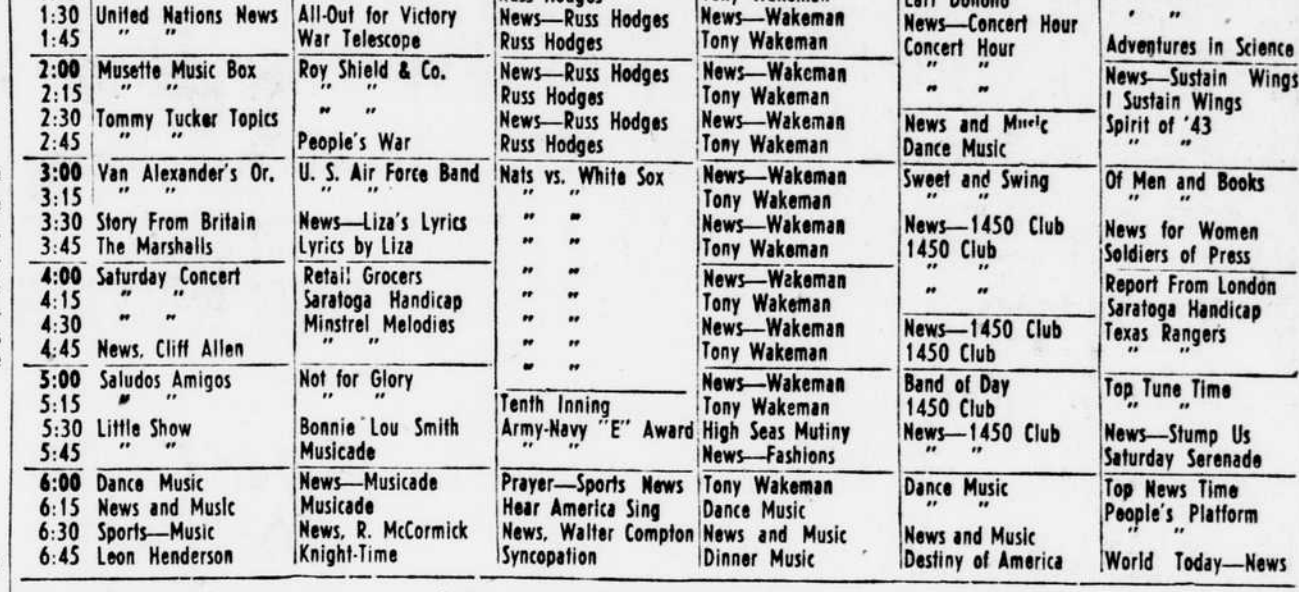 1:30 United Nations News All-Out for Victory News—Russ Hodges News—Wakeman News—Concert Hour " "
1:45 " " War Telescope Russ Hodges Tony Wakeman Concert Hour Adventures in Science
2:00 Musette Music Box Roy Shield & Co. News—Russ Hodges News—Wakeman " " News—Sustain Wings
2:15 " " " " Russ Hodges Tony Wakeman " " I Sustain Wings
2:30 Tommy Tucker Topics " " News—Russ Hodges News—Wakeman News and Music Spirit of '43
2:45 " " People's War Russ Hodges Tony Wakeman Dance Music " "
3:00 Van Alexander's Or. U. S. Air Force Band Nats vs. White Sox News—Wakeman Sweet and Swing Of Men and Books
3:15 " " " " " " Tony Wakeman " " " "
3:30 Story From Britain News—Liza's Lyrics " " News—Wakeman News—1450 Club News for Women
3:45 The Marshalls Lyrics by Liza " " Tony Wakeman 1450 Club Soldiers of Press
4:00 Saturday Concert Retail Grocers " " News—Wakeman " " Report From London
4:15 " " Saratoga Handicap " " Tony Wakeman " " Saratoga Handicap
4:30 " " Minstrel Melodies " " News—Wakeman News—1450 Club Texas Rangers
4:45 News, Cliff Allen " " " " Tony Wakeman 1450 Club " "
5:00 Saludos Amigos Not for Glory " " News—Wakeman Band of Day Top Tune Time
5:15 " " " " Tenth Inning Tony Wakeman 1450 Club " "
5:30 Little Show Bonnie Lou Smith Army-Navy "E" Award High Seas Mutiny News—1450 Club News—Stump Us
5:45 " " Musicade " " News—Fashions " " Saturday Serenade
6:00 Dance Music News—Musicade Prayer—Sports News Tony Wakeman Dance Music Top News Time
6:15 News and Music Musicade Hear America Sing Dance Music " " People's Platform
6:30 Sports—Music News, R. McCormick News, Walter Compton News and Music News and Music " "
6:45 Leon Henderson Knight-Time Syncopation Dinner Music Destiny of America World Today—News